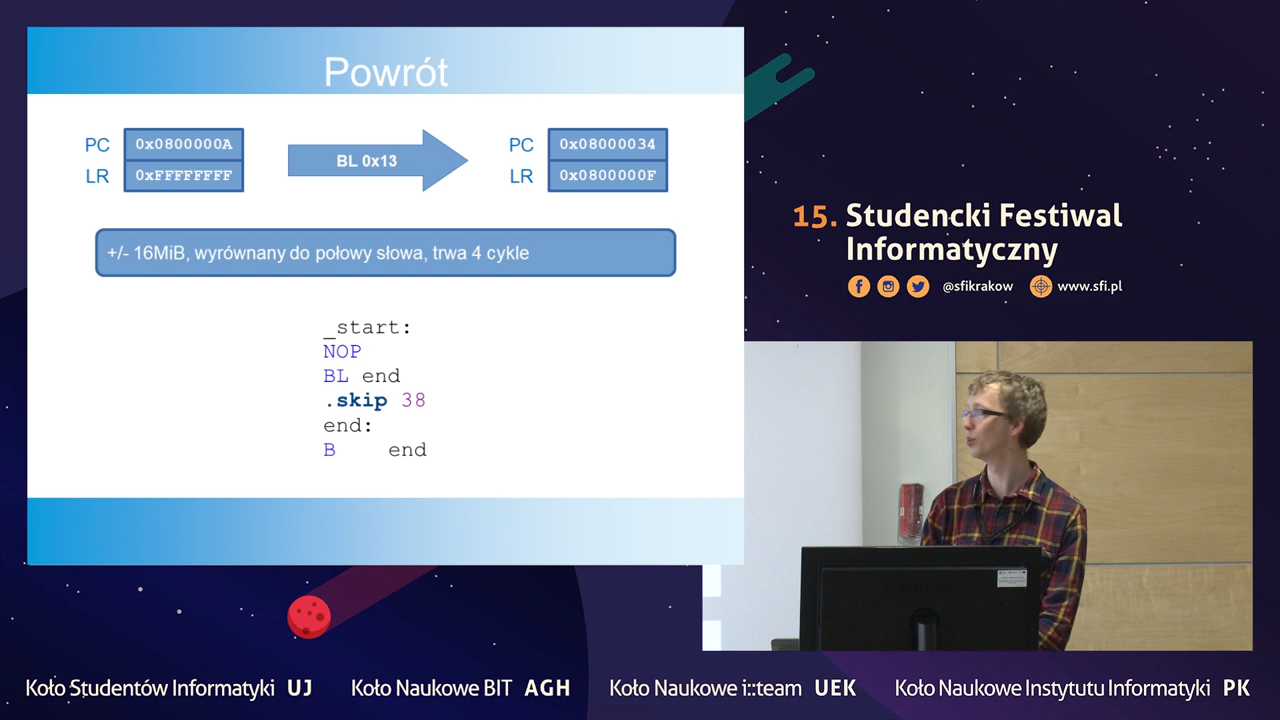 Powrót
PC 0x0800000A
LR 0xFFFFFFFF
BL 0x13
PC 0x08000034
LR 0x0800000F
+/- 16MiB, wyrównany do połowy słowa, trwa 4 cykle
_start:
NOP
BL end
.skip 38
end:
B end
15. Studencki Festiwal
Informatyczny
@sfikrakow www.sfi.pl
Koło Studentów Informatyki UJ
Koło Naukowe BIT AGH
Koło Naukowe i::team UEK
Koło Naukowe Instytutu Informatyki PK